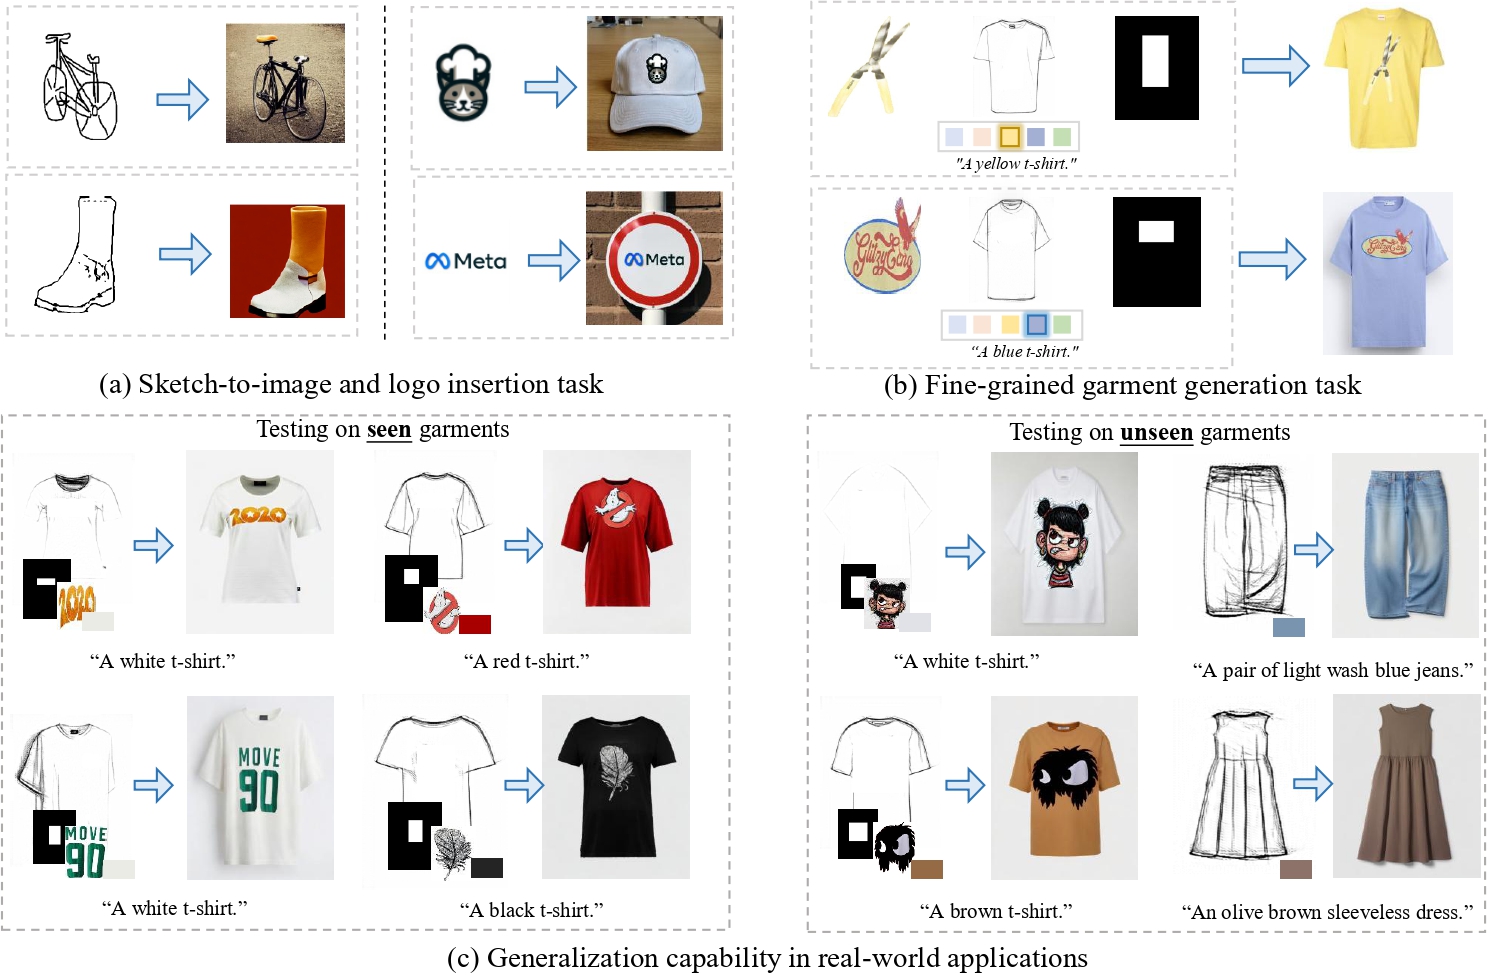 Meta
Meta
(a) Sketch-to-image and logo insertion task
"A yellow t-shirt."
Glitzy Gang
“A blue t-shirt."
(b) Fine-grained garment generation task
Testing on seen garments
2020
2020
“A white t-shirt.”
“A red t-shirt.”
MOVE
90
MOVE
90
“A white t-shirt.”
“A black t-shirt.”
Testing on unseen garments
“A white t-shirt.”
“A pair of light wash blue jeans.”
“A brown t-shirt.”
“An olive brown sleeveless dress.”
(c) Generalization capability in real-world applications